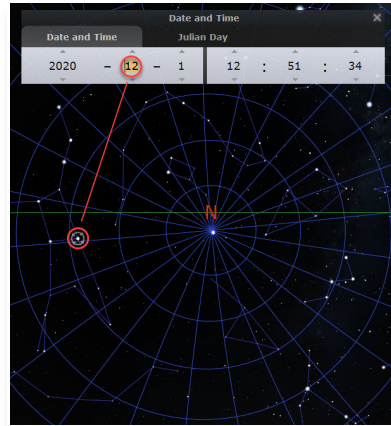 Date and Time ×
Date and Time Julian Day
2020 - 12 - 1 12 : 51 : 34
N